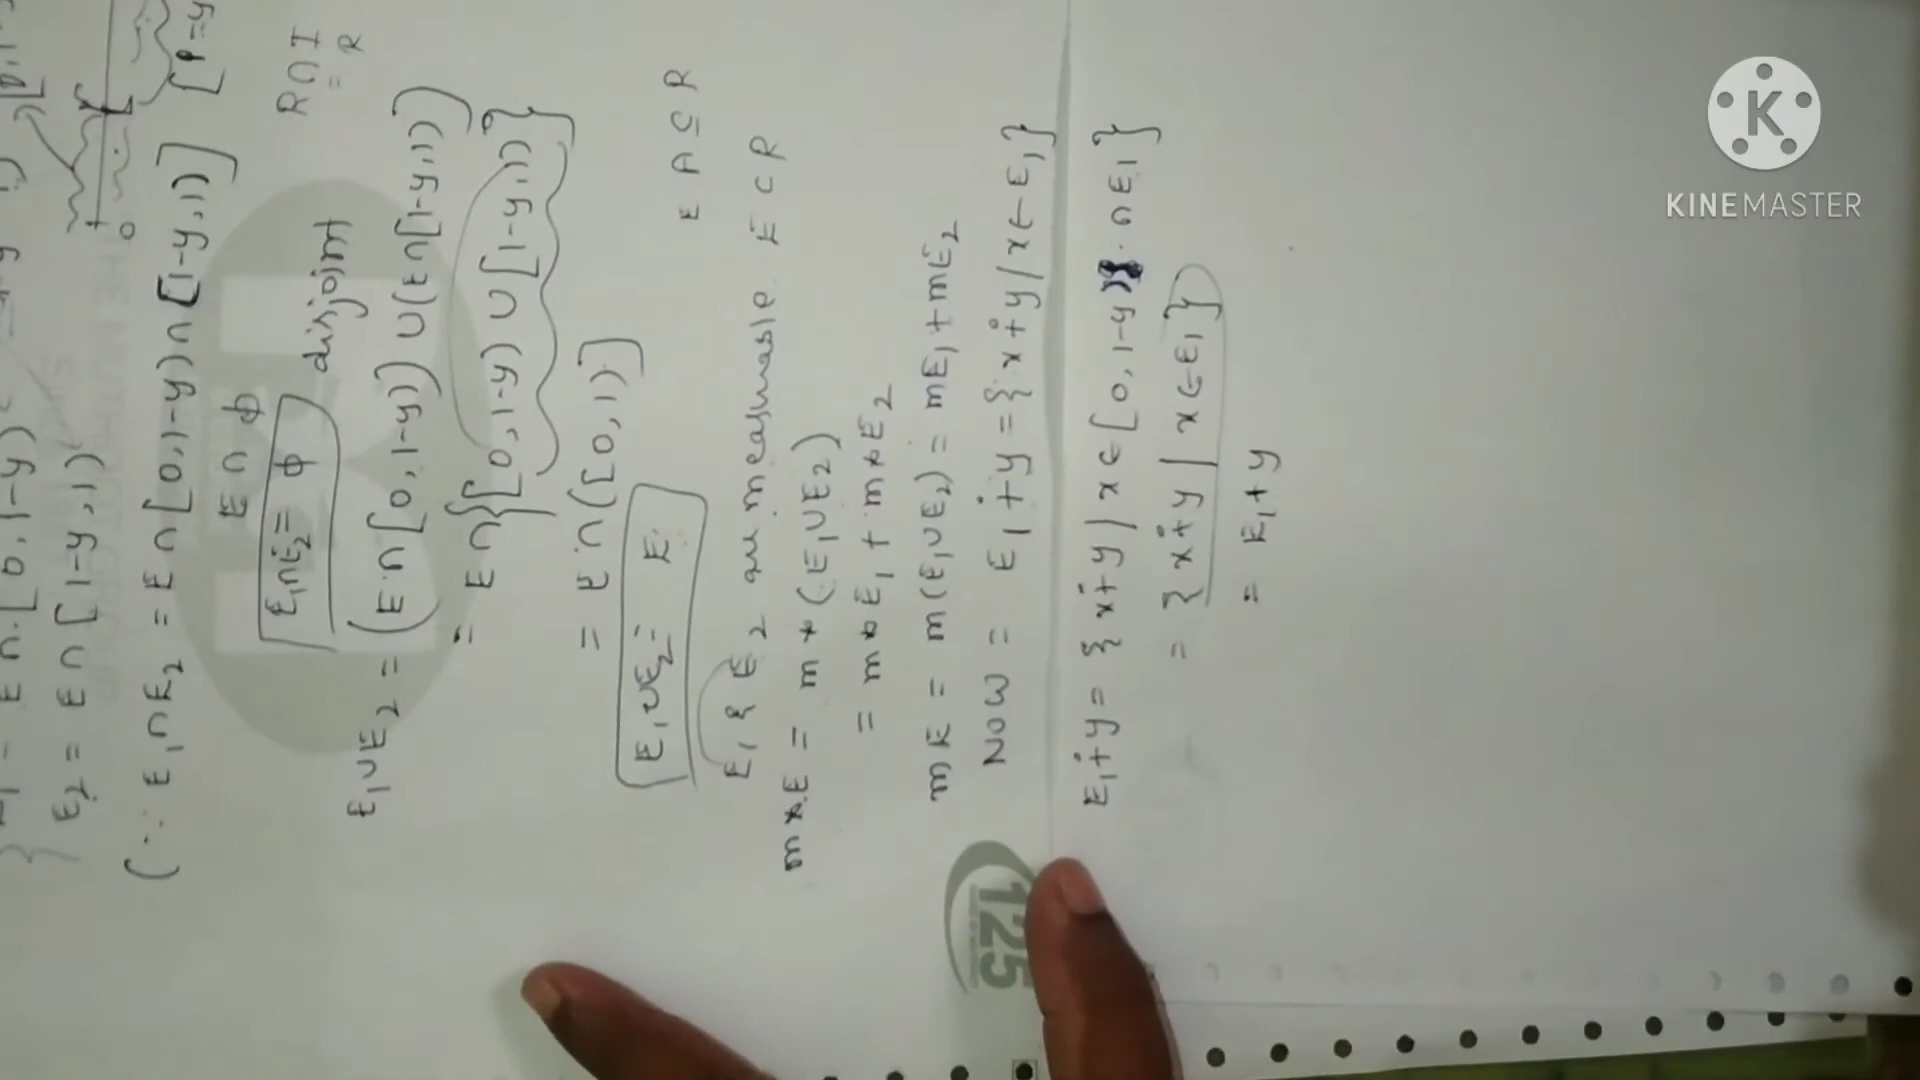 E₂ = E ∩ [1-y, 1)
(∵ E₁∩E₂ = E ∩ [0, 1-y) ∩ [1-y, 1)]
E ∩ ϕ
R∩I
= R
E₁∩E₂ = ϕ disjoint
E₁∪E₂ = (E ∩ [0, 1-y)) ∪ (E ∩ [1-y, 1))
= E ∩ {[0, 1-y) ∪ [1-y, 1)}
= E ∩ ([0, 1))]
E₁∪E₂ = E
E A ⊆ R
E₁ & E₂ are measurable. E ⊂ R
m*E = m*(E₁∪E₂)
= m*E₁ + m*E₂
mE = m(E₁∪E₂) = mE₁ + mE₂
NOW = E₁∔y = {x∔y / x ∈ E₁}
E₁∔y = {x∔y / x ∈ [0, 1-y) ∩ E₁}
= {x∔y / x ∈ E₁}
= E₁+y
125
KINEMASTER